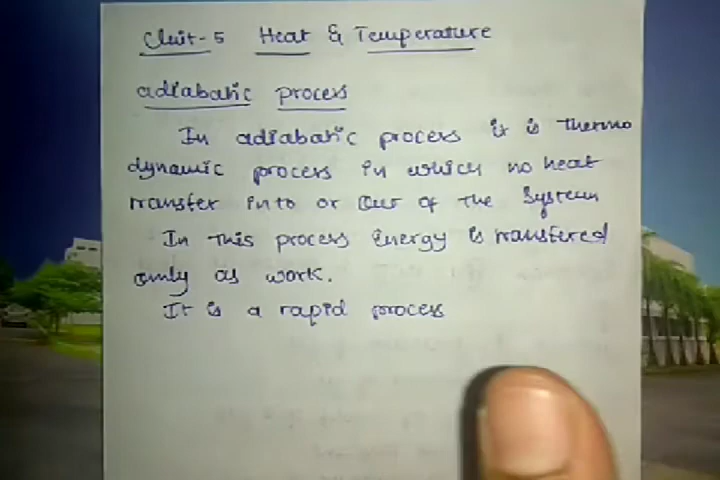 Unit-5 Heat & Temperature
adiabatic process
In adiabatic process it is thermo
dynamic process in which no heat
transfer into or out of the System
In this process Energy is transfered
only as work.
It is a rapid process